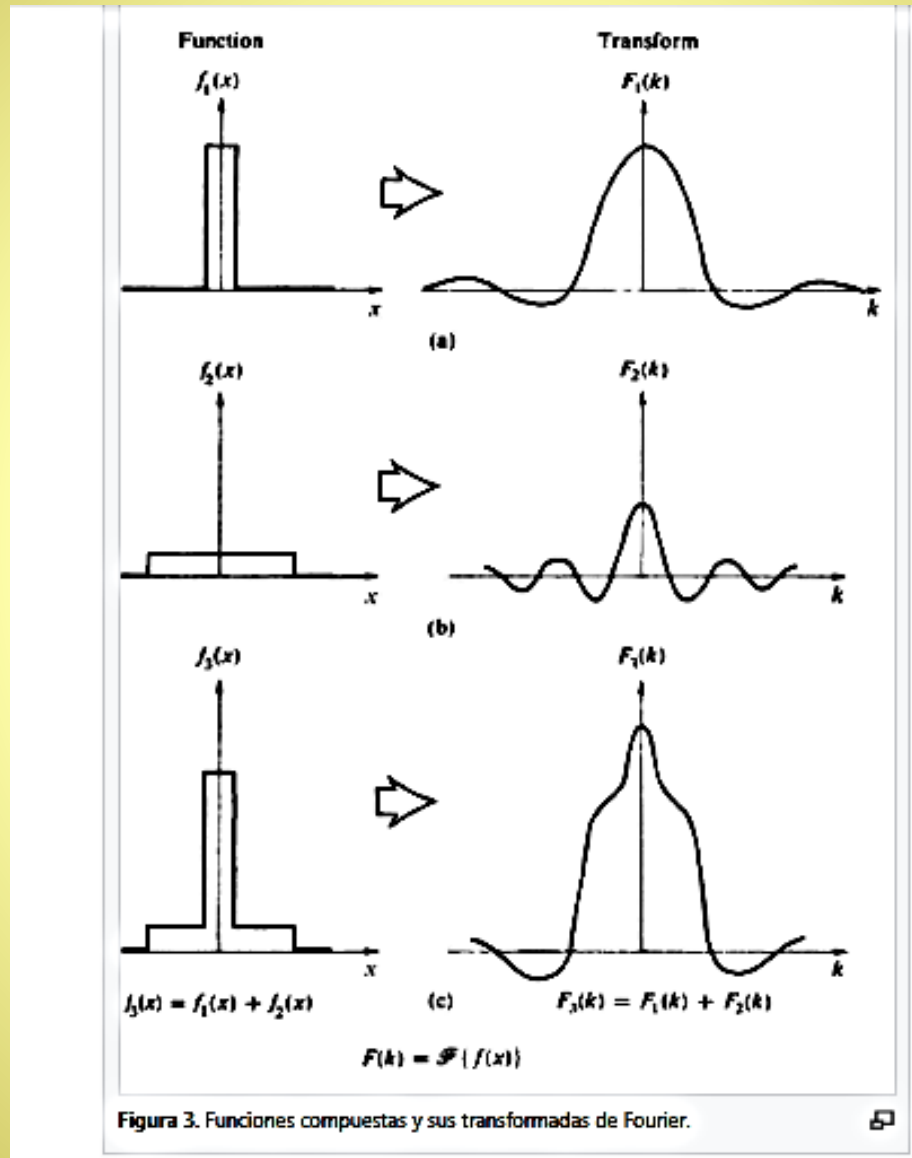 Function Transform
f₁(x) F₁(k)
x k
(a)
f₂(x) F₂(k)
x k
(b)
f₃(x) F₃(k)
x k
f₃(x) = f₁(x) + f₂(x) (c) F₃(k) = F₁(k) + F₂(k)
F(k) = ℱ{f(x)}
Figura 3. Funciones compuestas y sus transformadas de Fourier.